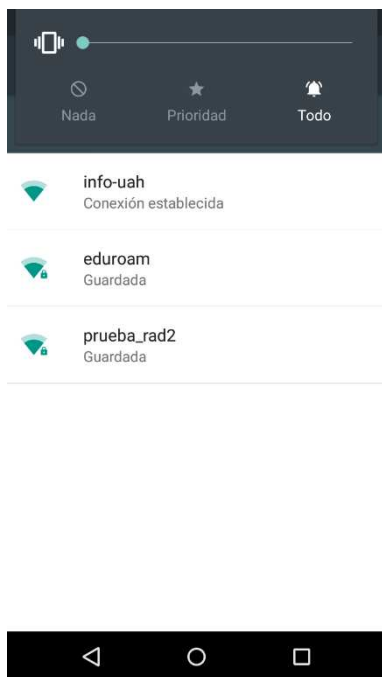 Nada
Prioridad
Todo
info-uah
Conexión establecida
eduroam
Guardada
prueba_rad2
Guardada